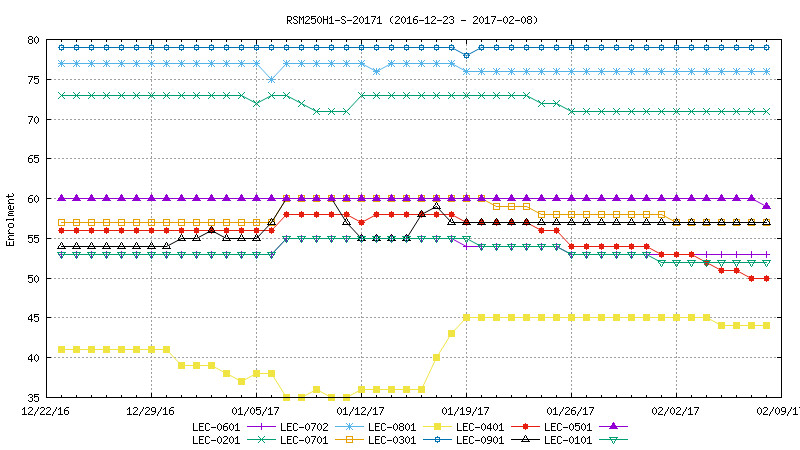 RSM250H1-S-20171 (2016-12-23 - 2017-02-08)
80
75
70
65
60
55
50
45
40
35
Enrolment
12/22/16 12/29/16 01/05/17 01/12/17 01/19/17 01/26/17 02/02/17 02/09/1
LEC-0601 LEC-0702 LEC-0801 LEC-0401 LEC-0501
LEC-0201 LEC-0701 LEC-0301 LEC-0901 LEC-0101